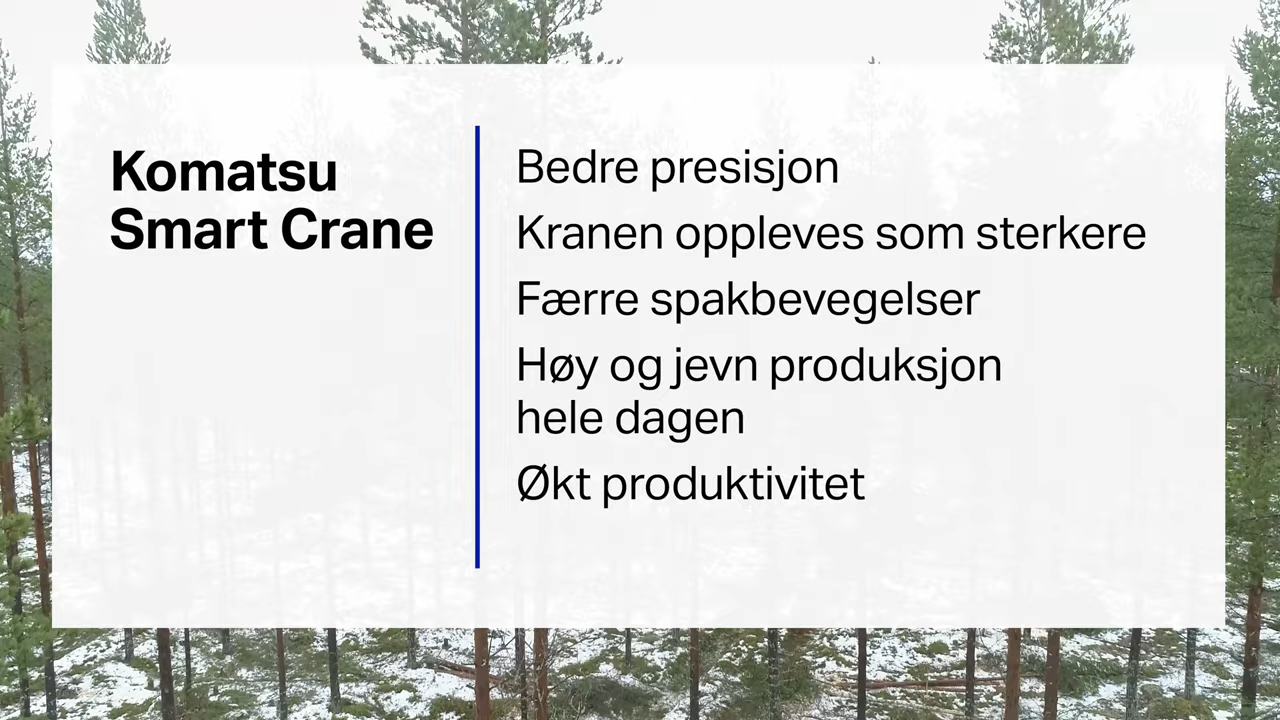 Komatsu
Smart Crane
Bedre presisjon
Kranen oppleves som sterkere
Færre spakbevegelser
Høy og jevn produksjon
hele dagen
Økt produktivitet